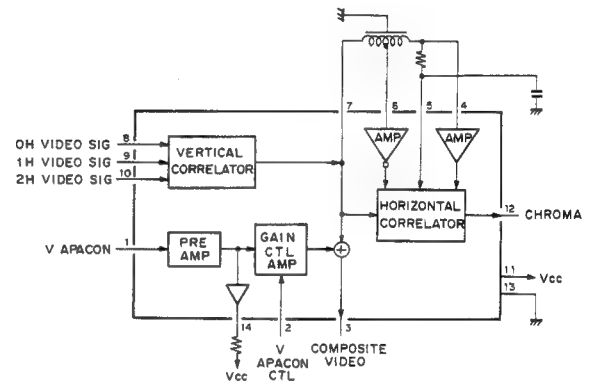 7
6
5
4
AMP
AMP
0H VIDEO SIG
8
1H VIDEO SIG
9
2H VIDEO SIG
10
VERTICAL
CORRELATOR
HORIZONTAL
CORRELATOR
12
CHROMA
V APACON
1
PRE
AMP
GAIN
CTL
AMP
+
11
Vcc
13
14
2
3
Vcc
V
APACON
CTL
COMPOSITE
VIDEO